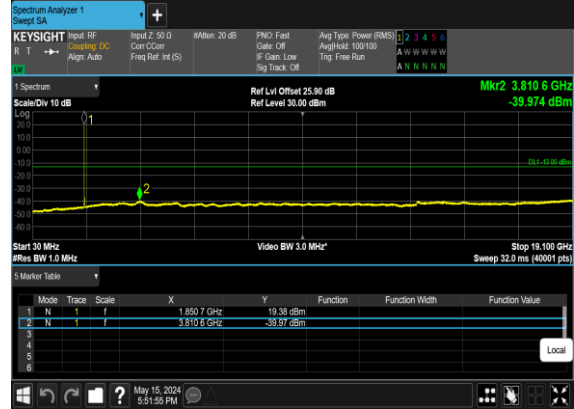 Spectrum Analyzer 1
Swept SA
+
KEYSIGHT Input: RF Input Z: 50 Ω #Atten: 20 dB PNO: Fast Avg Type: Power (RMS) 1 2 3 4 5 6
R T Coupling: DC Corr CCorr Gate: Off Avg|Hold: 100/100 A W W W W W
Align: Auto Freq Ref: Int (S) IF Gain: Low Trig: Free Run
Sig Track: Off A N N N N N
1 Spectrum
Scale/Div 10 dB
Ref Lvl Offset 25.90 dB
Ref Level 30.00 dBm
Mkr2 3.810 6 GHz
-39.974 dBm
Log
20.0
10.0
0.00
-10.0
-20.0
-30.0
-40.0
-50.0
-60.0
1
2
DL1 -13.00 dBm
Start 30 MHz Video BW 3.0 MHz* Stop 19.100 GHz
#Res BW 1.0 MHz Sweep 32.0 ms (40001 pts)
5 Marker Table
Mode Trace Scale X Y Function Function Width Function Value
1 N 1 f 1.850 7 GHz 19.38 dBm
2 N 1 f 3.810 6 GHz -39.97 dBm
3
4
5
6
Local
?
May 15, 2024
5:51:55 PM